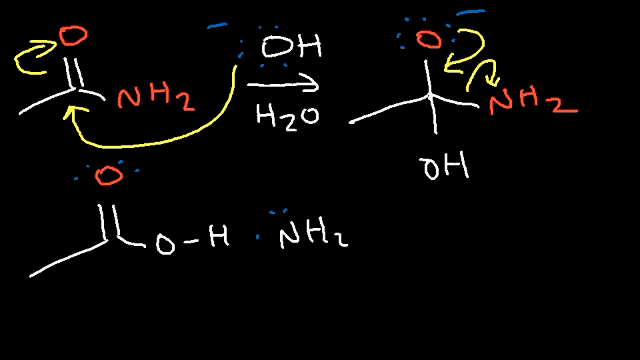 O OH O
NH2 H2O NH2
OH
O
O-H NH2